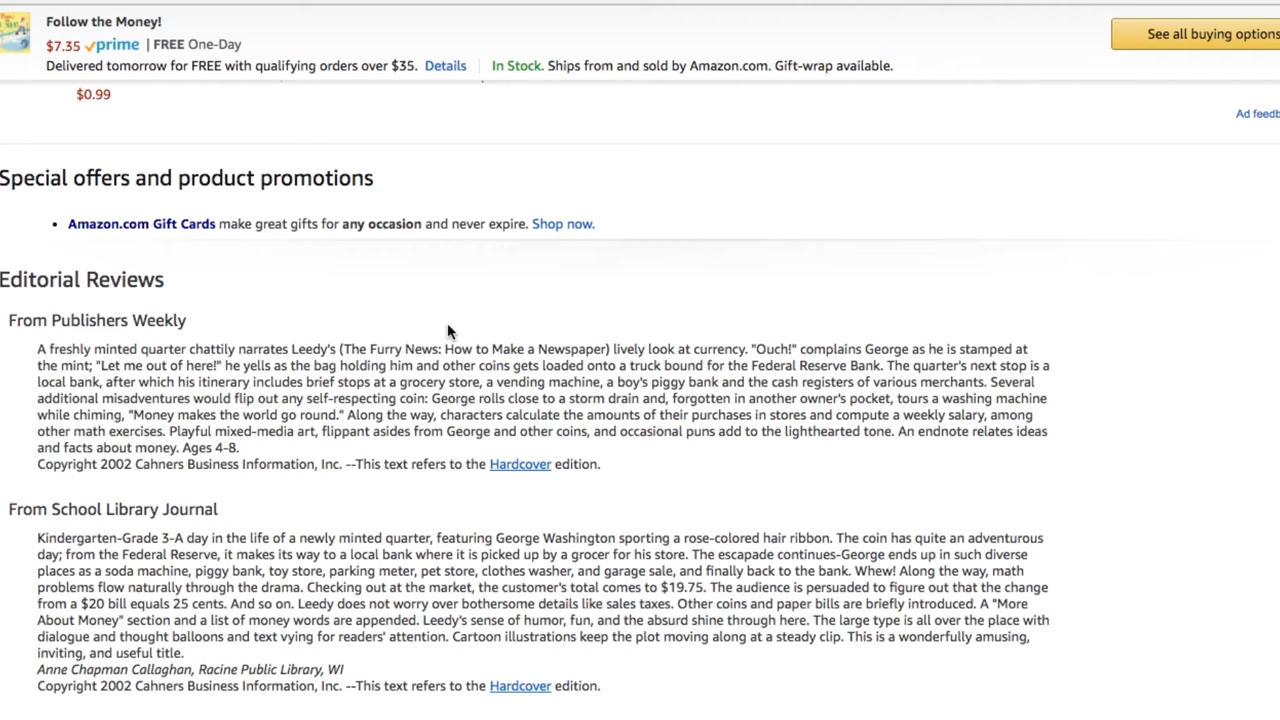 Follow the Money!
$7.35 prime | FREE One-Day
See all buying options
Delivered tomorrow for FREE with qualifying orders over $35. Details In Stock. Ships from and sold by Amazon.com. Gift-wrap available.
$0.99
Ad feedb
Special offers and product promotions
• Amazon.com Gift Cards make great gifts for any occasion and never expire. Shop now.
Editorial Reviews
From Publishers Weekly
A freshly minted quarter chattily narrates Leedy's (The Furry News: How to Make a Newspaper) lively look at currency. "Ouch!" complains George as he is stamped at
the mint; "Let me out of here!" he yells as the bag holding him and other coins gets loaded onto a truck bound for the Federal Reserve Bank. The quarter's next stop is a
local bank, after which his itinerary includes brief stops at a grocery store, a vending machine, a boy's piggy bank and the cash registers of various merchants. Several
additional misadventures would flip out any self-respecting coin: George rolls close to a storm drain and, forgotten in another owner's pocket, tours a washing machine
while chiming, "Money makes the world go round." Along the way, characters calculate the amounts of their purchases in stores and compute a weekly salary, among
other math exercises. Playful mixed-media art, flippant asides from George and other coins, and occasional puns add to the lighthearted tone. An endnote relates ideas
and facts about money. Ages 4-8.
Copyright 2002 Cahners Business Information, Inc. --This text refers to the Hardcover edition.
From School Library Journal
Kindergarten-Grade 3-A day in the life of a newly minted quarter, featuring George Washington sporting a rose-colored hair ribbon. The coin has quite an adventurous
day; from the Federal Reserve, it makes its way to a local bank where it is picked up by a grocer for his store. The escapade continues-George ends up in such diverse
places as a soda machine, piggy bank, toy store, parking meter, pet store, clothes washer, and garage sale, and finally back to the bank. Whew! Along the way, math
problems flow naturally through the drama. Checking out at the market, the customer's total comes to $19.75. The audience is persuaded to figure out that the change
from a $20 bill equals 25 cents. And so on. Leedy does not worry over bothersome details like sales taxes. Other coins and paper bills are briefly introduced. A "More
About Money" section and a list of money words are appended. Leedy's sense of humor, fun, and the absurd shine through here. The large type is all over the place with
dialogue and thought balloons and text vying for readers' attention. Cartoon illustrations keep the plot moving along at a steady clip. This is a wonderfully amusing,
inviting, and useful title.
Anne Chapman Callaghan, Racine Public Library, WI
Copyright 2002 Cahners Business Information, Inc. --This text refers to the Hardcover edition.